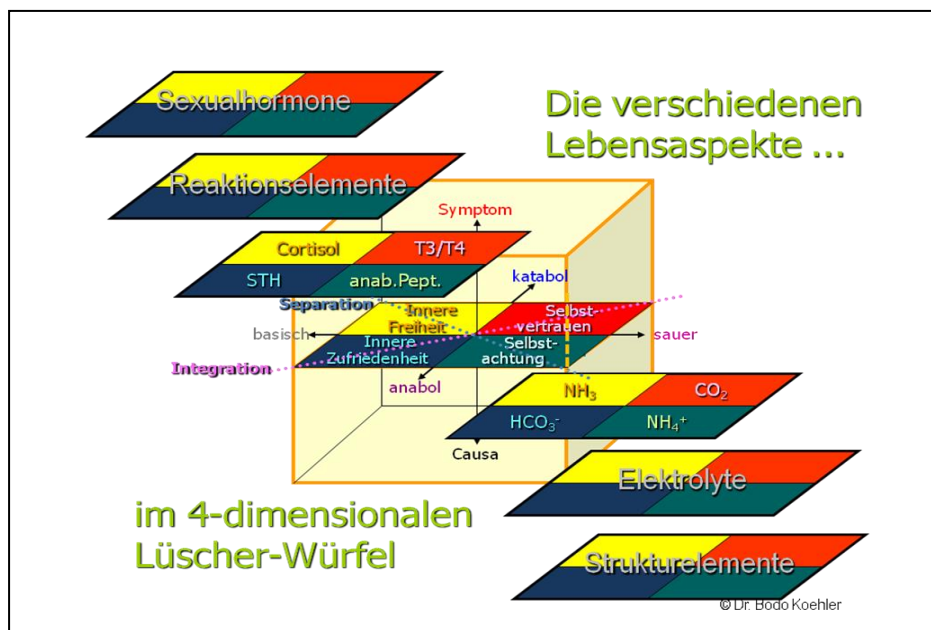 Sexualhormone
Die verschiedenen
Lebensaspekte ...
Reaktionselemente
Symptom
Cortisol
T3/T4
STH
anab.Pept.
katabol
Separation
Innere
Freiheit
Selbst-
vertrauen
basisch
sauer
Innere
Zufriedenheit
Selbst-
achtung
Integration
anabol
NH₃
CO₂
HCO₃⁻
NH₄⁺
Causa
Elektrolyte
im 4-dimensionalen
Lüscher-Würfel
Strukturelemente
© Dr. Bodo Koehler